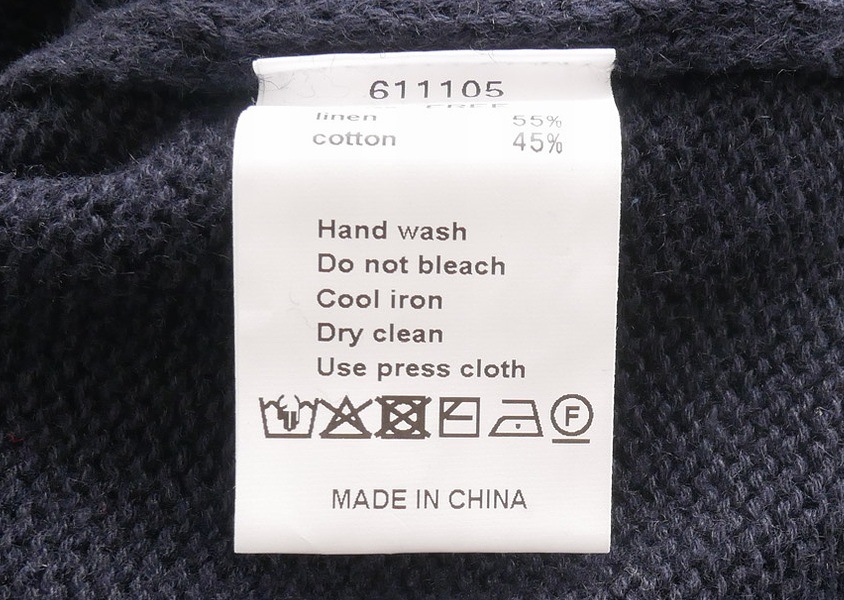 611105
FREE
linen 55%
cotton 45%
Hand wash
Do not bleach
Cool iron
Dry clean
Use press cloth
F
MADE IN CHINA